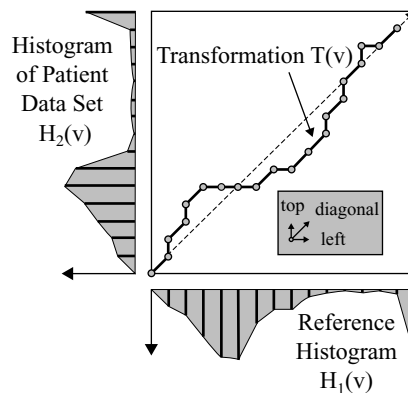 Histogram
of Patient
Data Set
H₂(v)
Transformation T(v)
top
diagonal
left
Reference
Histogram
H₁(v)